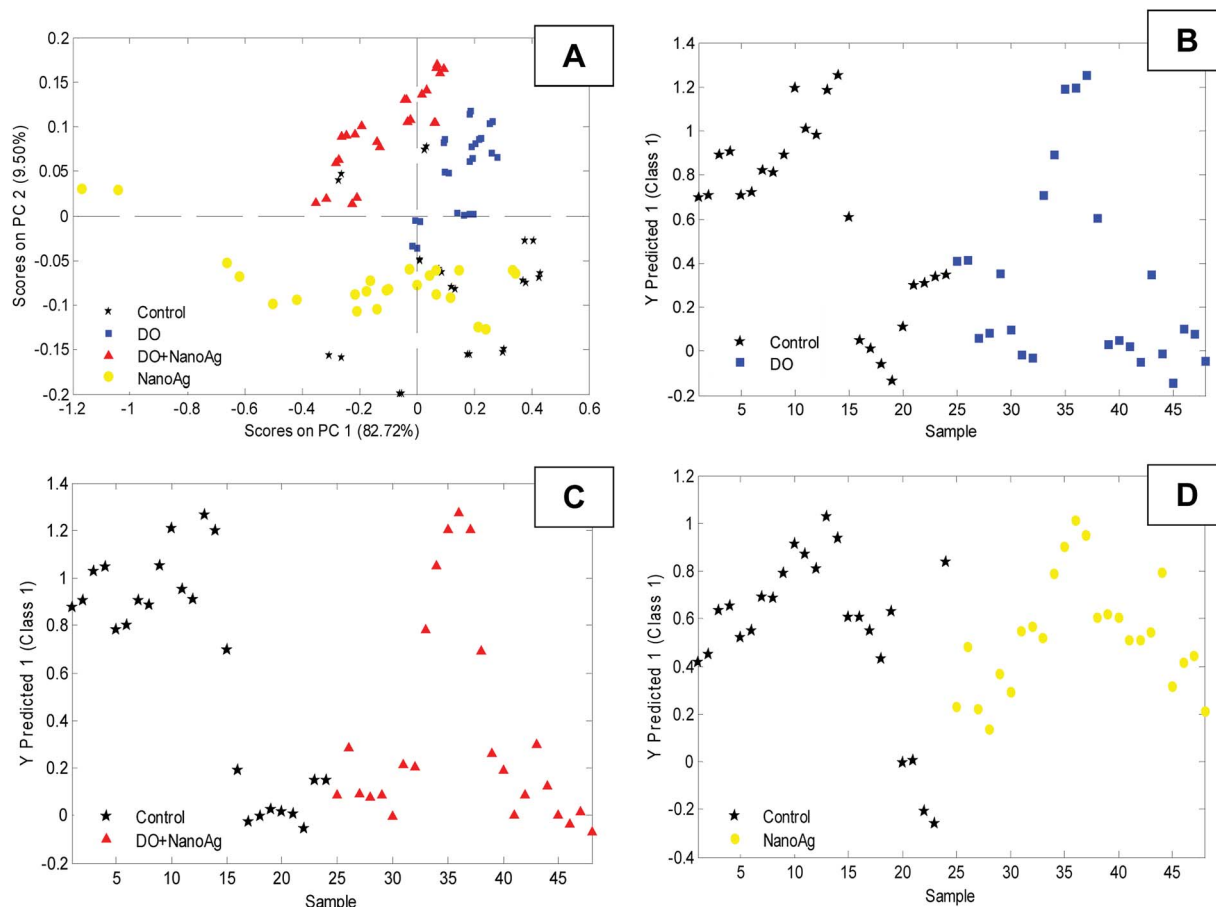 A
0.2
0.15
0.1
0.05
0
-0.05
-0.1
-0.15
-0.2
Scores on PC 2 (9.50%)
Control
DO
DO+NanoAg
NanoAg
-1.2 -1 -0.8 -0.6 -0.4 -0.2 0 0.2 0.4 0.6
Scores on PC 1 (82.72%)
B
1.4
1.2
1
0.8
0.6
0.4
0.2
0
-0.2
Y Predicted 1 (Class 1)
Control
DO
5 10 15 20 25 30 35 40 45
Sample
C
1.4
1.2
1
0.8
0.6
0.4
0.2
0
-0.2
Y Predicted 1 (Class 1)
Control
DO+NanoAg
5 10 15 20 25 30 35 40 45
Sample
D
1.2
1
0.8
0.6
0.4
0.2
0
-0.2
-0.4
Y Predicted 1 (Class 1)
Control
NanoAg
5 10 15 20 25 30 35 40 45
Sample